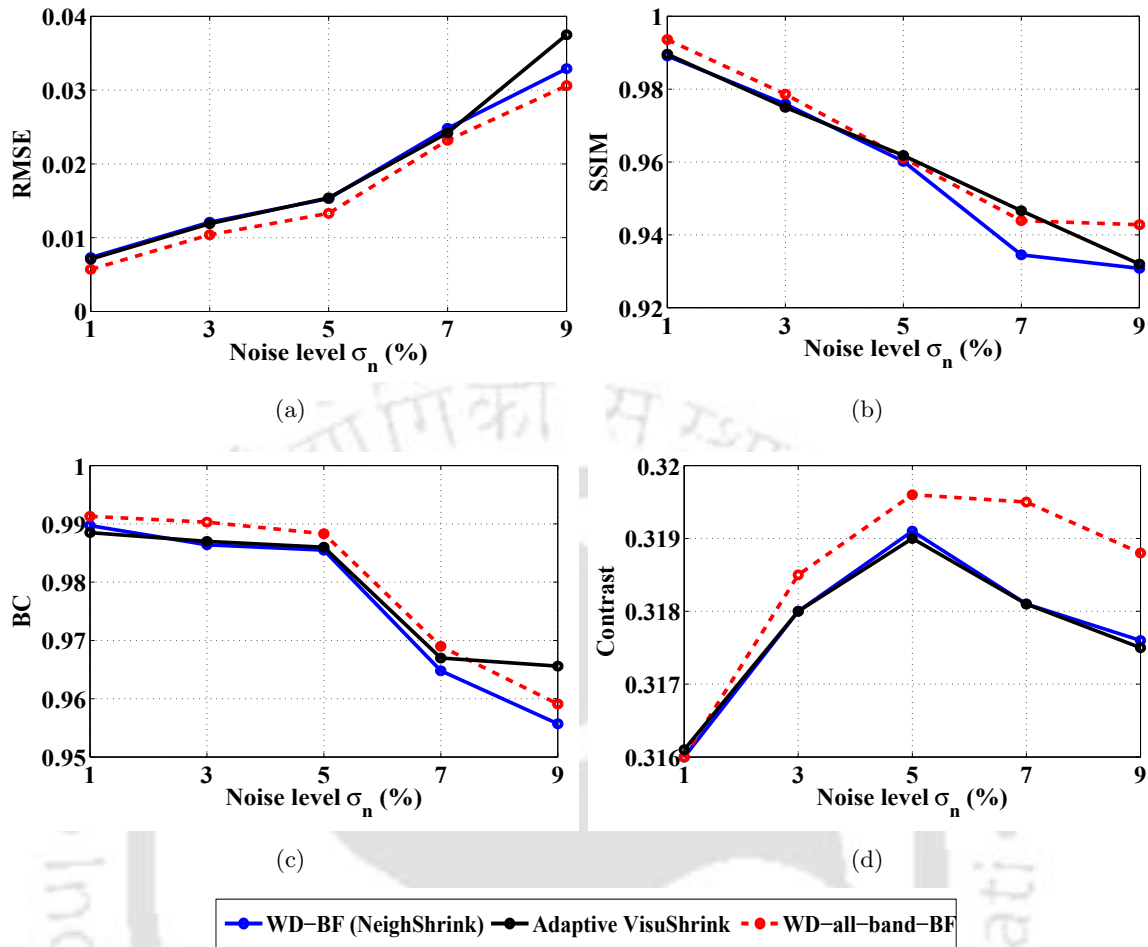 0.04
0.03
0.02
0.01
0
RMSE
1 3 5 7 9
Noise level σn (%)
(a)
1
0.98
0.96
0.94
0.92
SSIM
1 3 5 7 9
Noise level σn (%)
(b)
1
0.99
0.98
0.97
0.96
0.95
BC
1 3 5 7 9
Noise level σn (%)
(c)
0.32
0.319
0.318
0.317
0.316
Contrast
1 3 5 7 9
Noise level σn (%)
(d)
WD−BF (NeighShrink) Adaptive VisuShrink WD−all−band−BF